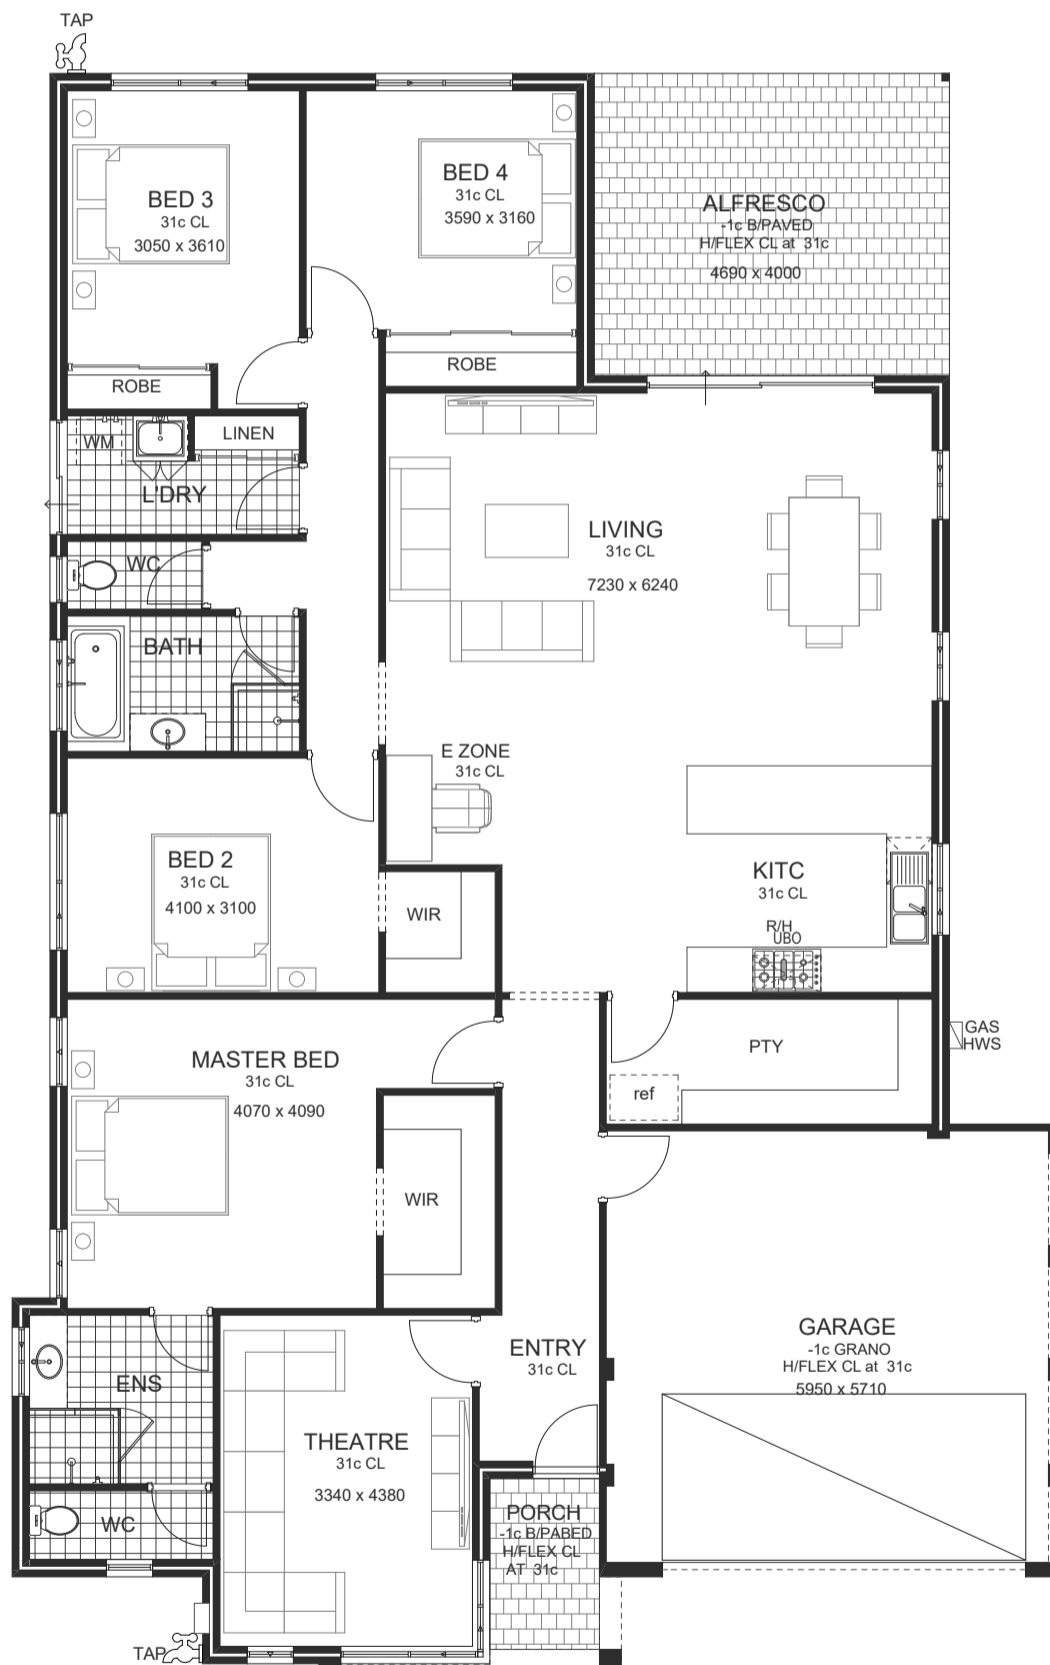 TAP
BED 3
31c CL
3050 x 3610
BED 4
31c CL
3590 x 3160
ALFRESCO
-1c B/PAVED
H/FLEX CL at 31c
4690 x 4000
ROBE
ROBE
WM
LINEN
L'DRY
LIVING
31c CL
7230 x 6240
WC
BATH
E ZONE
31c CL
BED 2
31c CL
4100 x 3100
WIR
KITC
31c CL
R/H
UBO
MASTER BED
31c CL
4070 x 4090
PTY
ref
GAS
HWS
WIR
ENTRY
31c CL
GARAGE
-1c GRANO
H/FLEX CL at 31c
5950 x 5710
ENS
THEATRE
31c CL
3340 x 4380
WC
PORCH
-1c B/PABED
H/FLEX CL
AT 31c
TAP